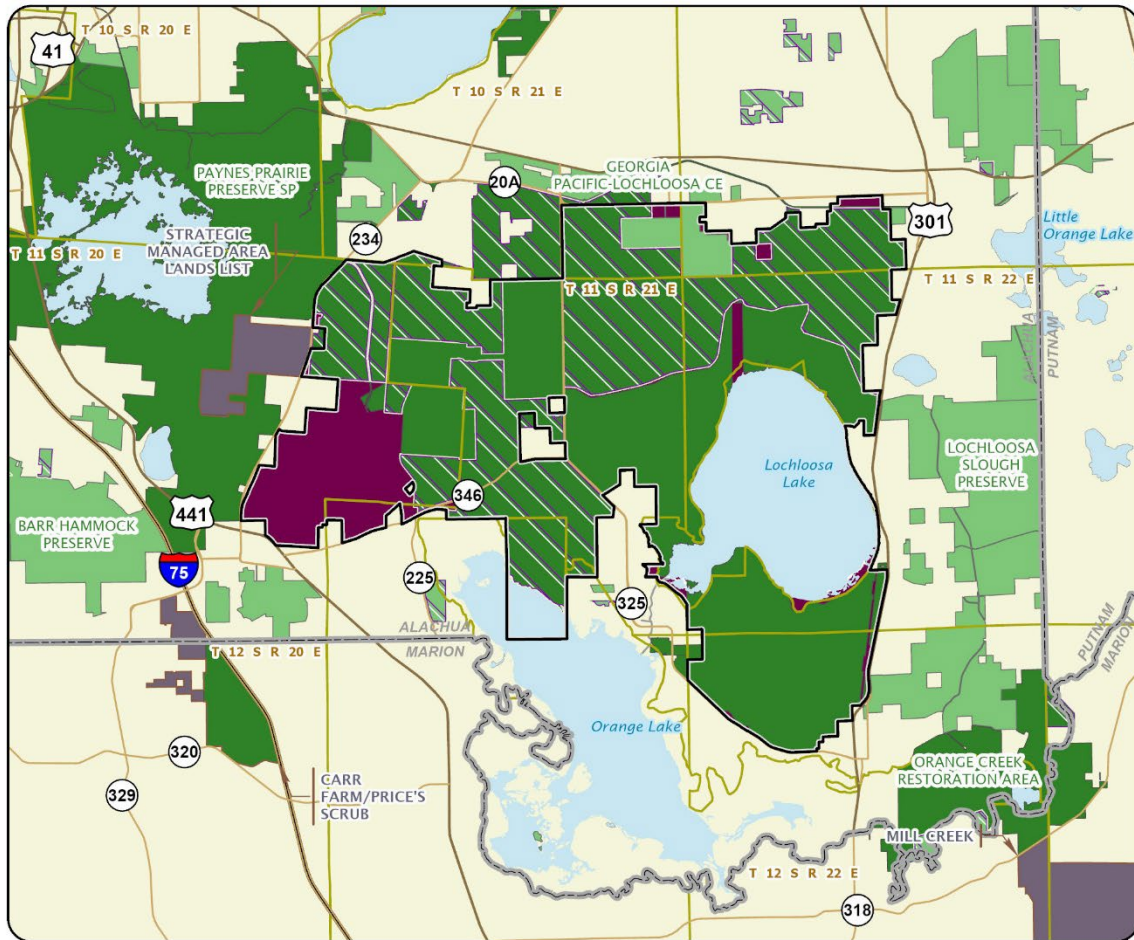 T 10 S R 20 E
41
T 10 S R 21 E
PAYNES PRAIRIE
PRESERVE SP
GEORGIA
PACIFIC-LOCHLOOSA CE
20A
301
Little
Orange Lake
234
STRATEGIC
MANAGED AREA
LANDS LIST
T 11 S R 20 E
T 11 S R 21 E
T 11 S R 22 E
ALACHUA
PUTNAM
Lochloosa
Lake
LOCHLOOSA
SLOUGH
PRESERVE
346
441
BARR HAMMOCK
PRESERVE
75
225
325
ALACHUA
MARION
PUTNAM
MARION
T 12 S R 20 E
Orange Lake
320
329
CARR
FARM/PRICE'S
SCRUB
ORANGE CREEK
RESTORATION AREA
MILL CREEK
T 12 S R 22 E
318